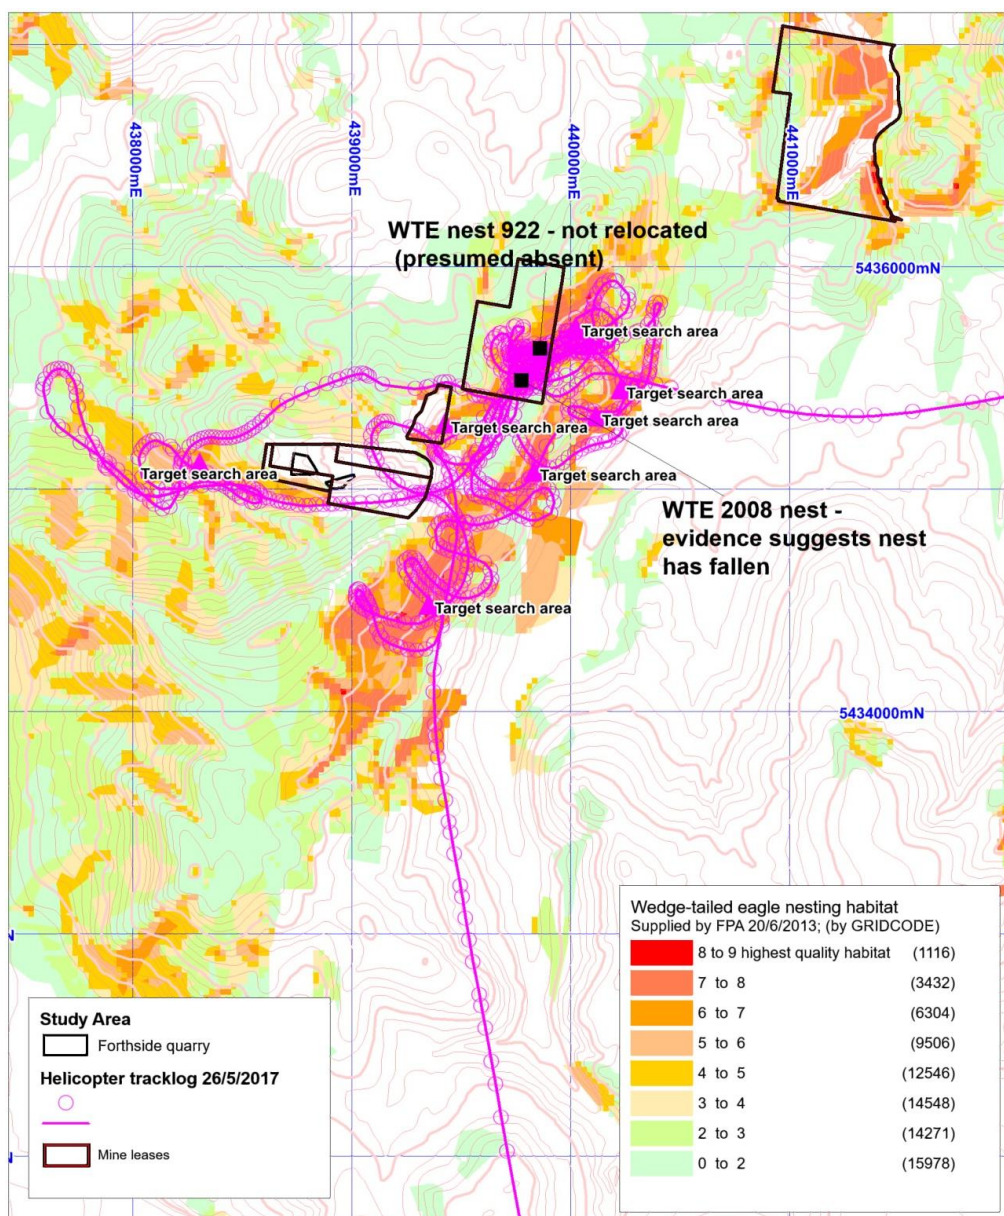 438000mE
439000mE
440000mE
441000mE
WTE nest 922 - not relocated
(presumed absent)
5436000mN
Target search area
Target search area
Target search area
Target search area
Target search area
Target search area
WTE 2008 nest -
evidence suggests nest
has fallen
Target search area
5434000mN
Wedge-tailed eagle nesting habitat
Supplied by FPA 20/6/2013; (by GRIDCODE)
8 to 9 highest quality habitat (1116)
7 to 8 (3432)
6 to 7 (6304)
5 to 6 (9506)
4 to 5 (12546)
3 to 4 (14548)
2 to 3 (14271)
0 to 2 (15978)
Study Area
Forthside quarry
Helicopter tracklog 26/5/2017
Mine leases